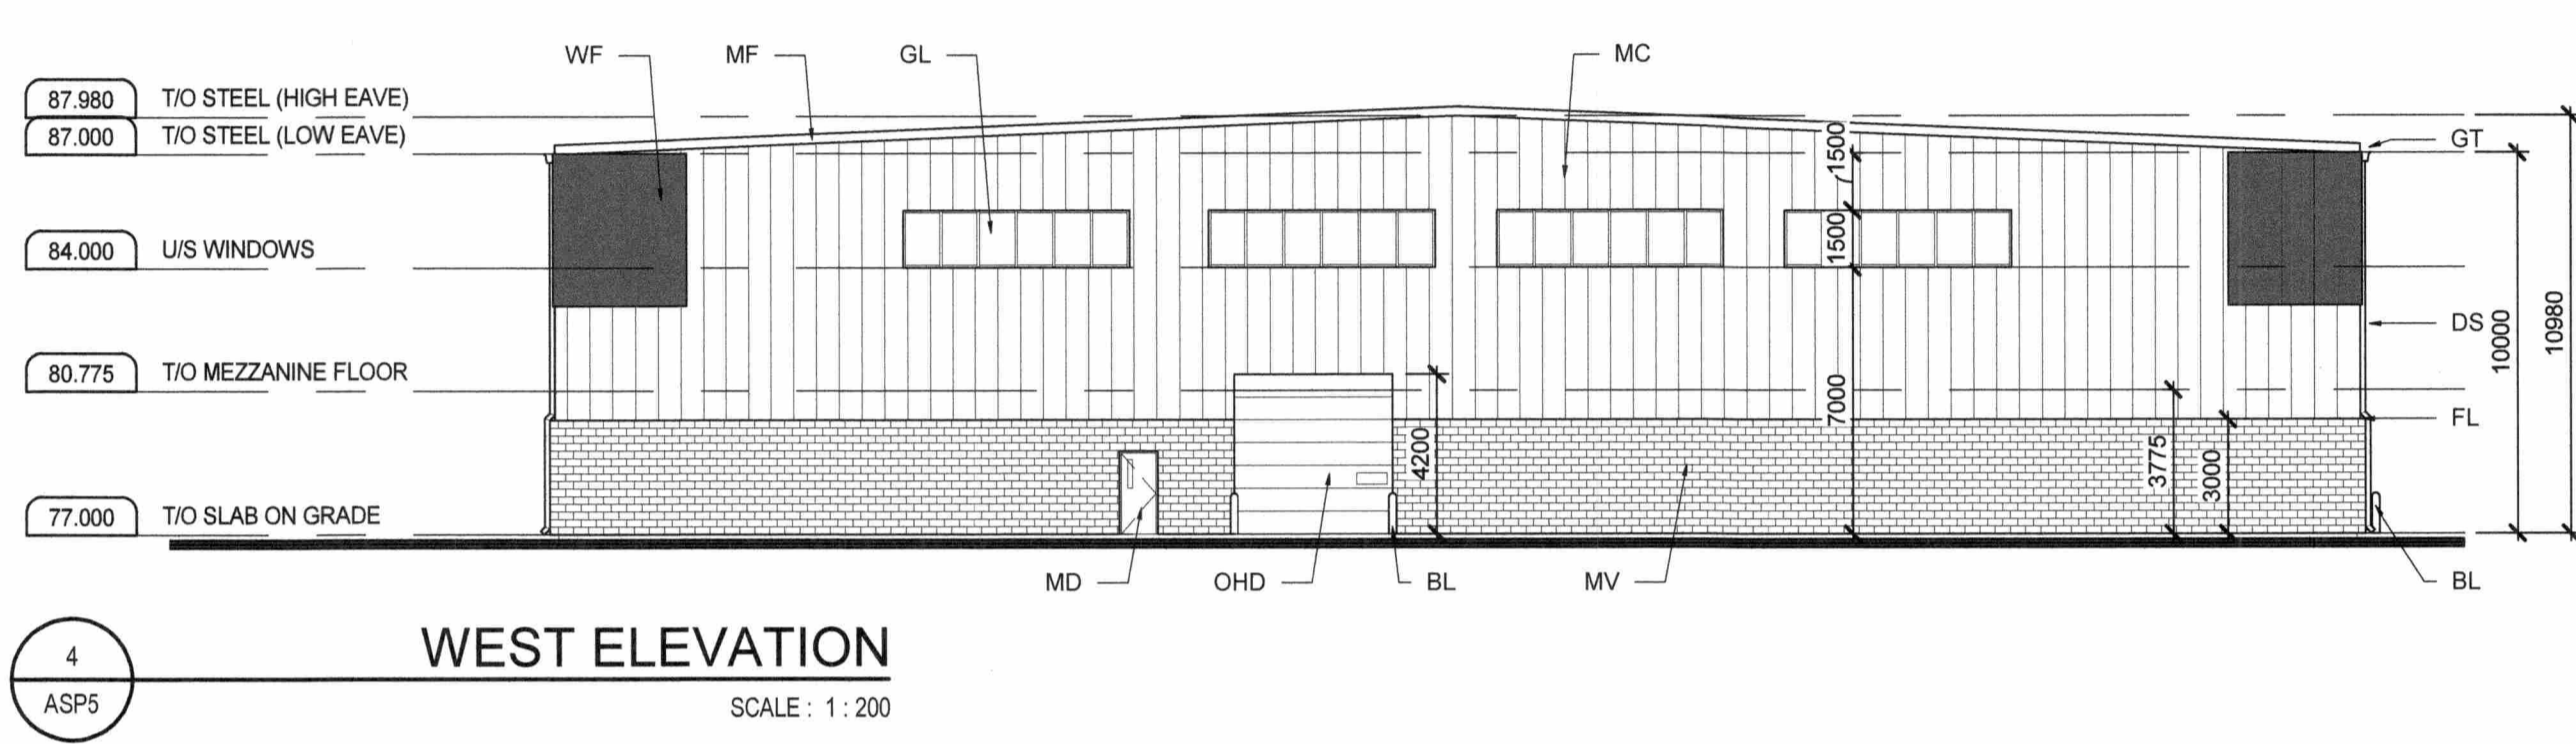 WF
MF
GL
MC
87.980 T/O STEEL (HIGH EAVE)
87.000 T/O STEEL (LOW EAVE)
1500
GT
84.000 U/S WINDOWS
1500
DS
10000
10980
80.775 T/O MEZZANINE FLOOR
7000
FL
4200
3775
3000
77.000 T/O SLAB ON GRADE
MD
OHD
BL
MV
BL
4
WEST ELEVATION
ASP5
SCALE : 1 : 200